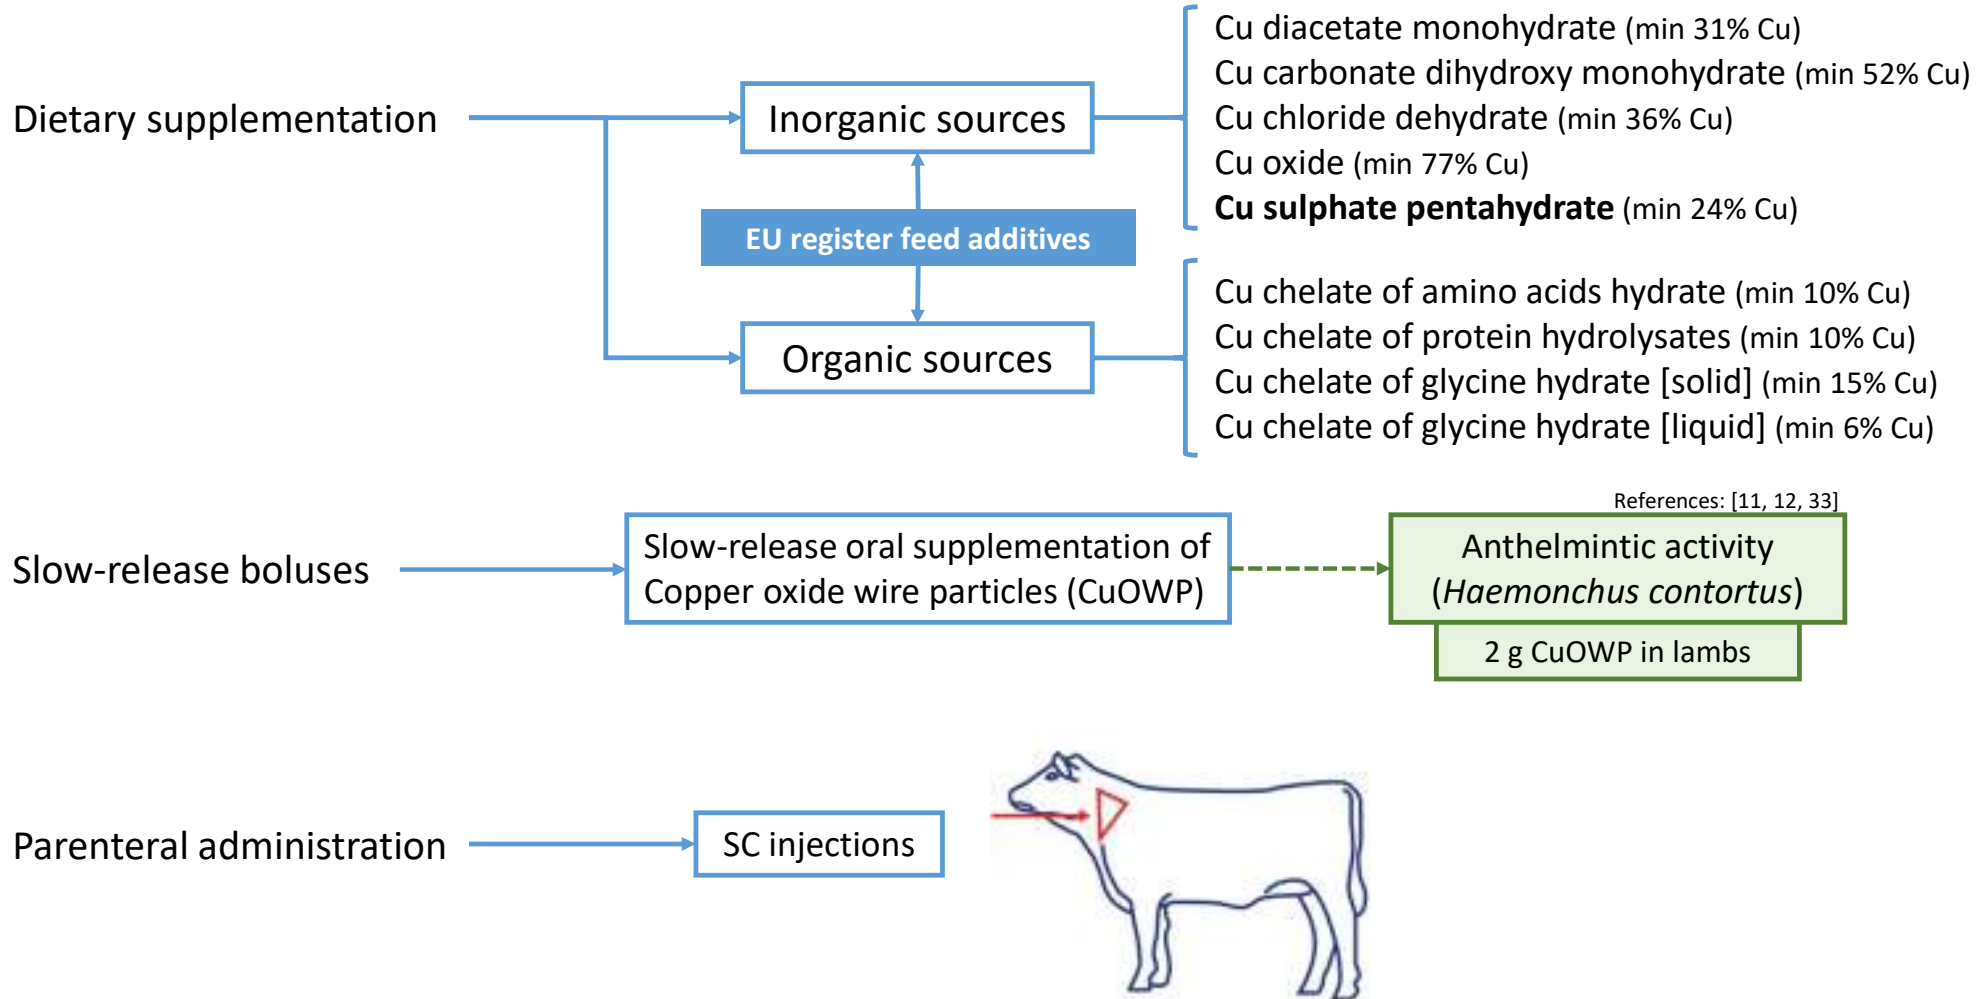 Dietary supplementation
Inorganic sources
Cu diacetate monohydrate (min 31% Cu)
Cu carbonate dihydroxy monohydrate (min 52% Cu)
Cu chloride dehydrate (min 36% Cu)
Cu oxide (min 77% Cu)
Cu sulphate pentahydrate (min 24% Cu)
EU register feed additives
Organic sources
Cu chelate of amino acids hydrate (min 10% Cu)
Cu chelate of protein hydrolysates (min 10% Cu)
Cu chelate of glycine hydrate [solid] (min 15% Cu)
Cu chelate of glycine hydrate [liquid] (min 6% Cu)
Slow-release boluses
Slow-release oral supplementation of
Copper oxide wire particles (CuOWP)
References: [11, 12, 33]
Anthelmintic activity
(Haemonchus contortus)
2 g CuOWP in lambs
Parenteral administration
SC injections